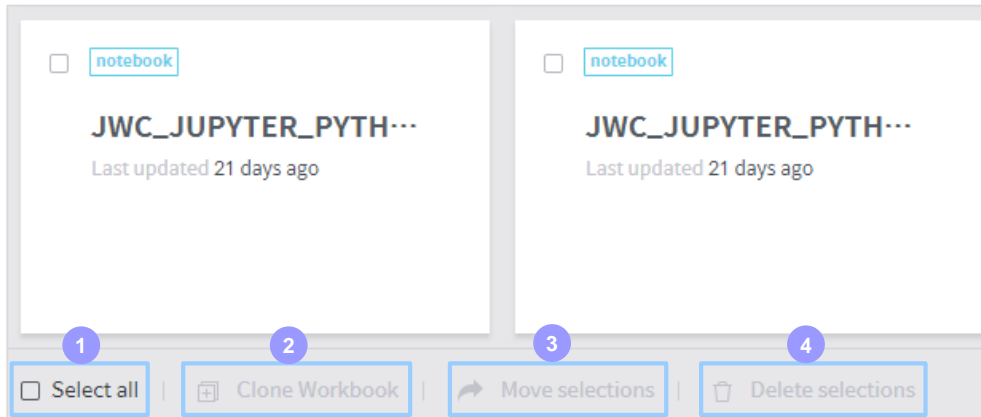 notebook
JWC_JUPYTER_PYTH···
Last updated 21 days ago
notebook
JWC_JUPYTER_PYTH···
Last updated 21 days ago
1 2 3 4
Select all | Clone Workbook | Move selections | Delete selections